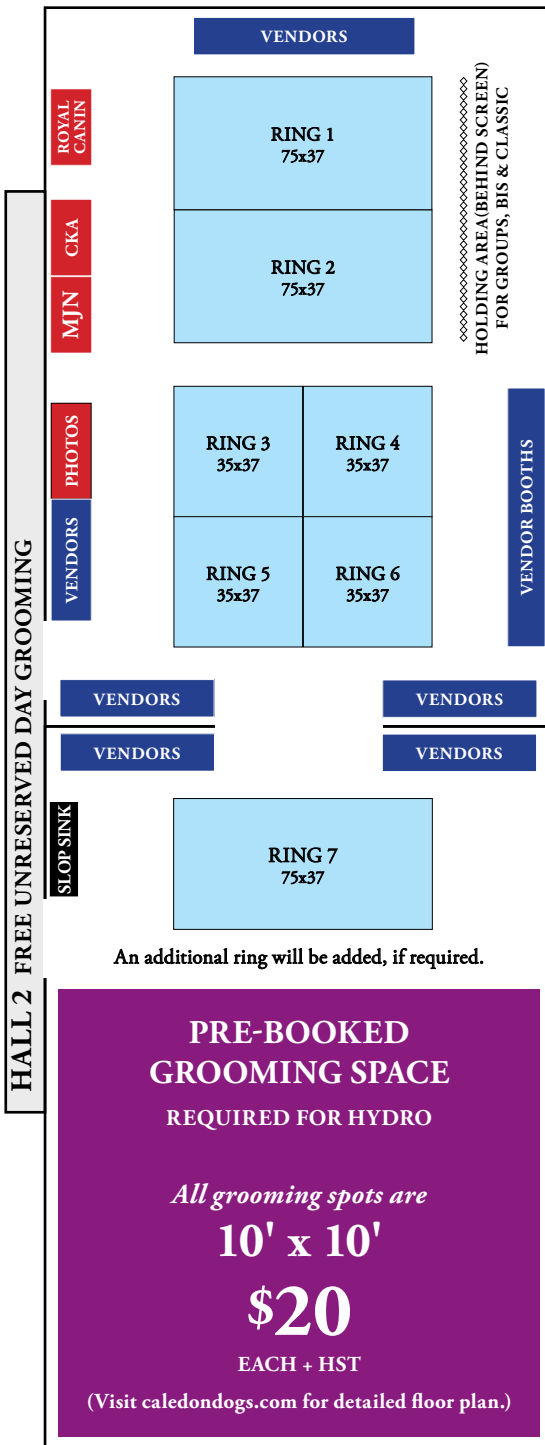 VENDORS
ROYAL
CANIN
RING 1
75x37
HOLDING AREA(BEHIND SCREEN)
FOR GROUPS, BIS & CLASSIC
CKA
RING 2
75x37
MJN
PHOTOS
RING 3
35x37
RING 4
35x37
VENDORS
RING 5
35x37
RING 6
35x37
VENDOR BOOTHS
HALL 2 FREE UNRESERVED DAY GROOMING
VENDORS
VENDORS
VENDORS
VENDORS
SLOP SINK
RING 7
75x37
An additional ring will be added, if required.
PRE-BOOKED
GROOMING SPACE
REQUIRED FOR HYDRO
All grooming spots are
10' x 10'
$20
EACH + HST
(Visit caledondogs.com for detailed floor plan.)